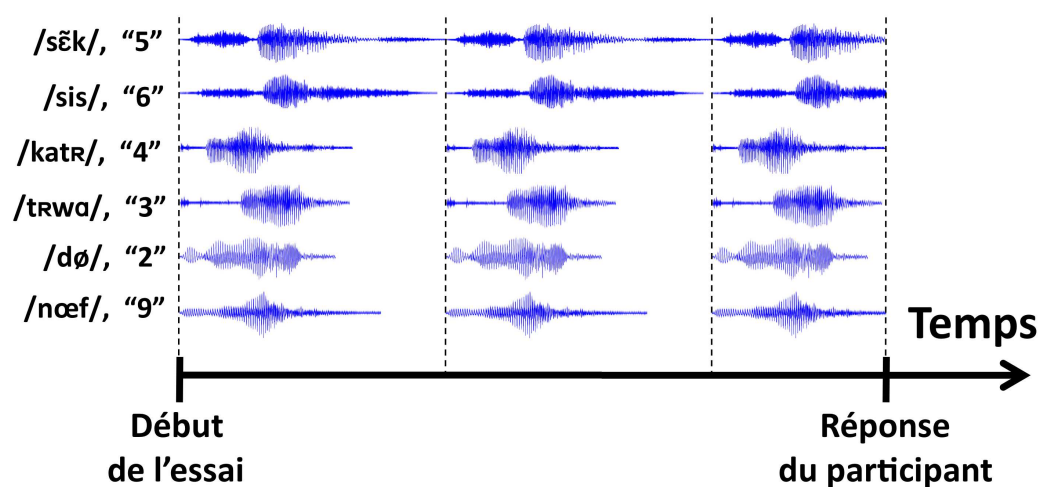 /sɛ̃k/, “5”
/sis/, “6”
/katʀ/, “4”
/tʀwɑ/, “3”
/dø/, “2”
/nœf/, “9”
Temps
Début
de l’essai
Réponse
du participant